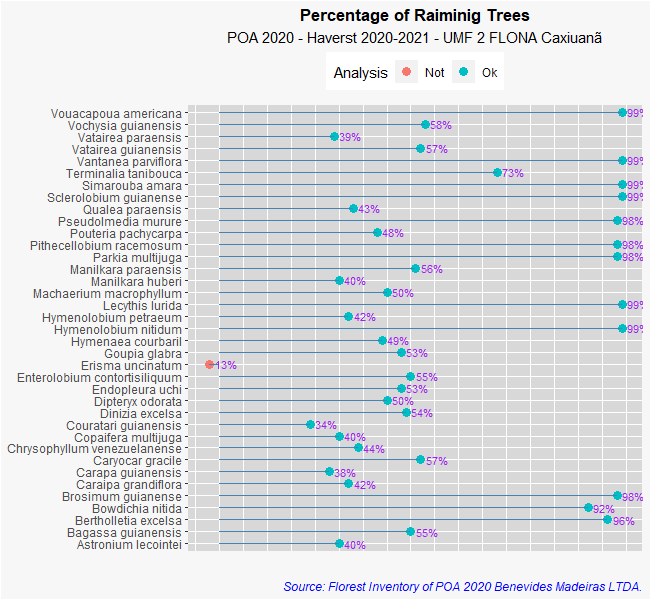 Percentage of Raiminig Trees
POA 2020 - Haverst 2020-2021 - UMF 2 FLONA Caxiuanã
Analysis Not Ok
Vouacapoua americana 99%
Vochysia guianensis 58%
Vatairea paraensis 39%
Vatairea guianensis 57%
Vantanea parviflora 99%
Terminalia tanibouca 73%
Simarouba amara 99%
Sclerolobium guianense 99%
Qualea paraensis 43%
Pseudolmedia murure 98%
Pouteria pachycarpa 48%
Pithecellobium racemosum 98%
Parkia multijuga 98%
Manilkara paraensis 56%
Manilkara huberi 40%
Machaerium macrophyllum 50%
Lecythis lurida 99%
Hymenolobium petraeum 42%
Hymenolobium nitidum 99%
Hymenaea courbaril 49%
Goupia glabra 53%
Erisma uncinatum 13%
Enterolobium contortisiliquum 55%
Endopleura uchi 53%
Dipteryx odorata 50%
Dinizia excelsa 54%
Couratari guianensis 34%
Copaifera multijuga 40%
Chrysophyllum venezuelanense 44%
Caryocar gracile 57%
Carapa guianensis 38%
Caraipa grandiflora 42%
Brosimum guianense 98%
Bowdichia nitida 92%
Bertholletia excelsa 96%
Bagassa guianensis 55%
Astronium lecointei 40%
Source: Florest Inventory of POA 2020 Benevides Madeiras LTDA.